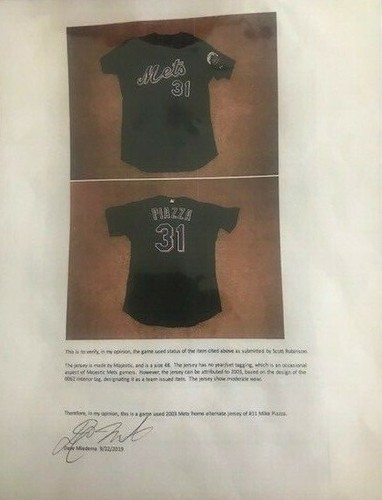 Mets
31
PIAZZA
31
This is to verify, in my opinion, the game used status of the item cited above as submitted by Scott Robinson.
The jersey is made by Majestic, and is a size 48. The jersey has no year/set tagging, which is an occasional
aspect of Majestic Mets gamers. However, the jersey can be attributed to 2003, based on the design of the
interior tag, designating it as a team issued item. The jersey show moderate wear.
Therefore, in my opinion, this is a game used 2003 Mets home alternate jersey of #31 Mike Piazza.
Dave Miedema 9/22/2019